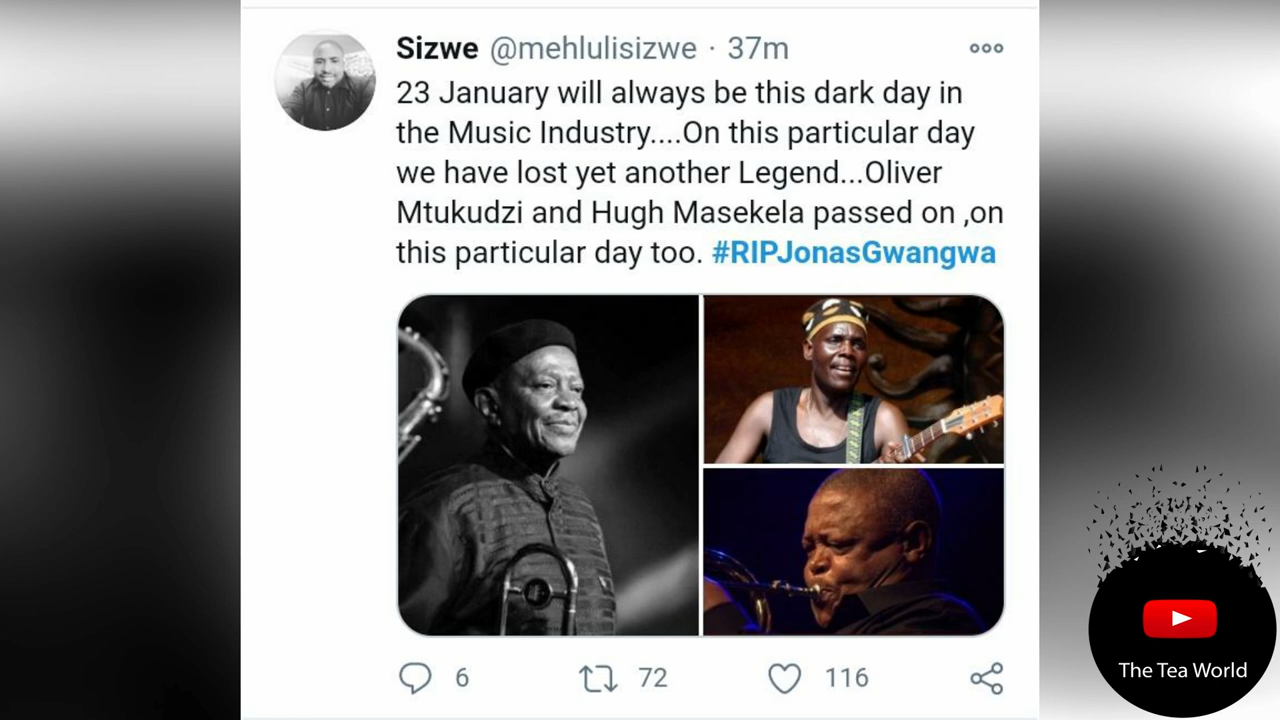 Sizwe @mehlulisizwe · 37m
23 January will always be this dark day in
the Music Industry....On this particular day
we have lost yet another Legend...Oliver
Mtukudzi and Hugh Masekela passed on ,on
this particular day too. #RIPJonasGwangwa
6 72 116
The Tea World